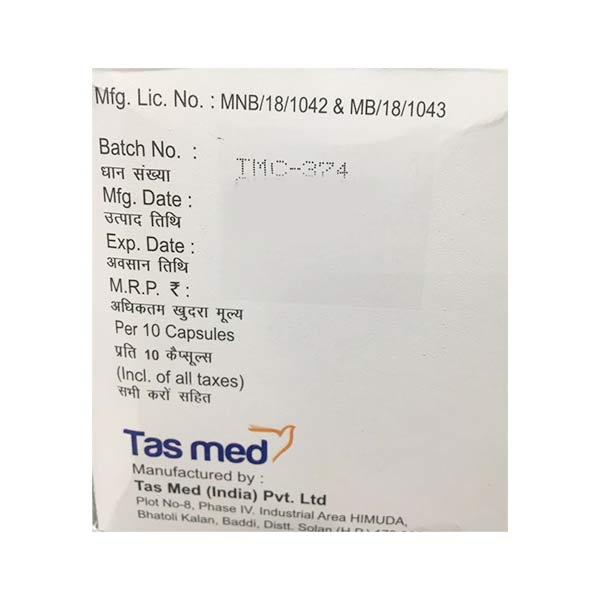 Mfg. Lic. No. : MNB/18/1042 & MB/18/1043
Batch No. : TMC-374
धान संख्या
Mfg. Date :
उत्पाद तिथि
Exp. Date :
अवसान तिथि
M.R.P. ₹ :
अधिकतम खुदरा मूल्य
Per 10 Capsules
प्रति 10 कैप्सूल्स
(Incl. of all taxes)
सभी करों सहित
Tas med
Manufactured by :
Tas Med (India) Pvt. Ltd
Plot No-8, Phase IV. Industrial Area HIMUDA,
Bhatoli Kalan, Baddi, Distt. Solan (H.P.)